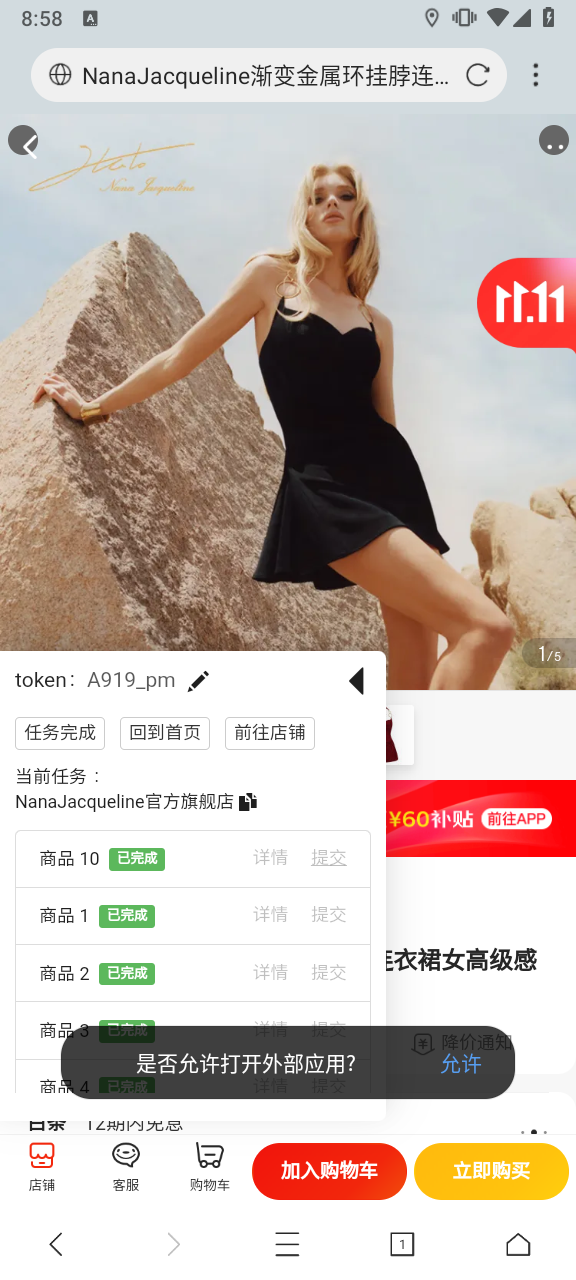 8:58
A
NanaJacqueline渐变金属环挂脖连...
Nana Jacqueline
11.11
1/5
token: A919_pm
任务完成 回到首页 前往店铺
当前任务：
NanaJacqueline官方旗舰店
¥60补贴 前往APP
商品 10 已完成 详情 提交
商品 1 已完成 详情 提交
连衣裙女高级感
商品 2 已完成 详情 提交
商品 3 已完成 详情 提交
降价通知
是否允许打开外部应用? 允许
商品 4 已完成 详情 提交
白条 12期内免息
店铺 客服 购物车 加入购物车 立即购买
1